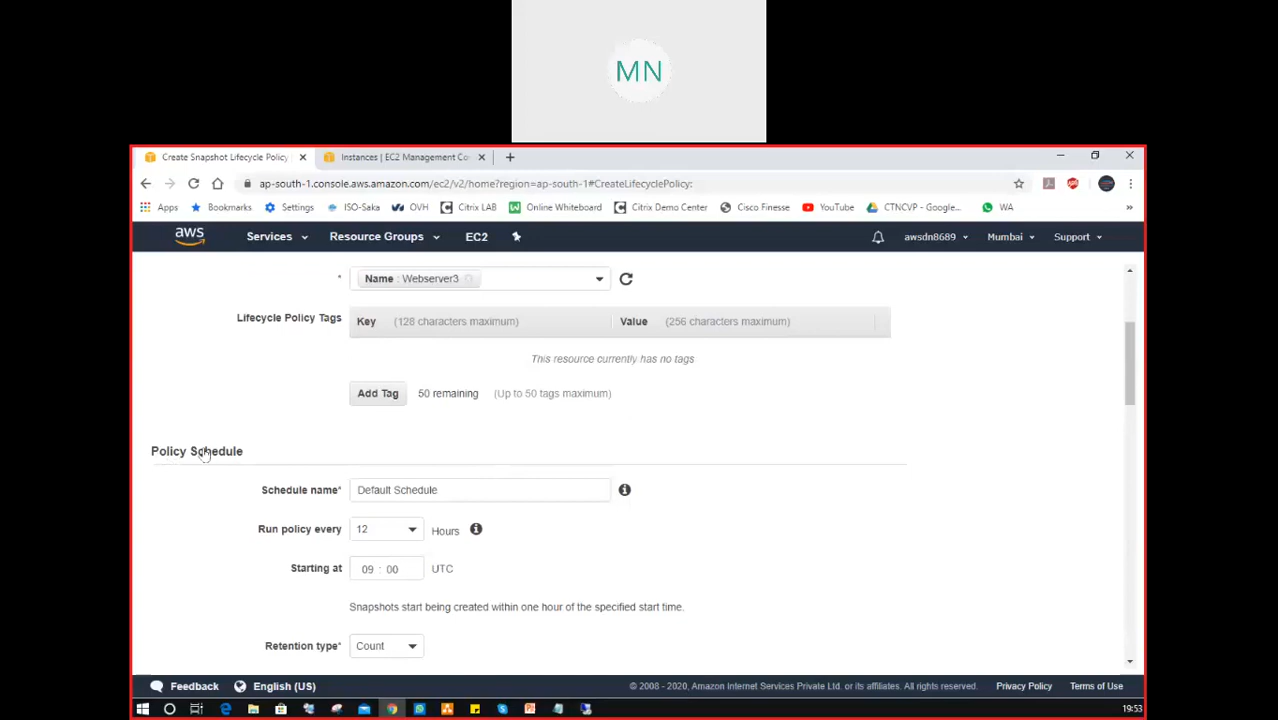 MN
Create Snapshot Lifecycle Policy
Instances | EC2 Management Co
ap-south-1.console.aws.amazon.com/ec2/v2/home?region=ap-south-1#CreateLifecyclePolicy:
Apps
Bookmarks
Settings
ISO-Saka
OVH
Citrix LAB
Online Whiteboard
Citrix Demo Center
Cisco Finesse
YouTube
CTNCVP - Google...
WA
»
aws
Services
Resource Groups
EC2
awsdn8689
Mumbai
Support
* Name : Webserver3
Lifecycle Policy Tags
Key (128 characters maximum)
Value (256 characters maximum)
This resource currently has no tags
Add Tag 50 remaining (Up to 50 tags maximum)
Policy Schedule
Schedule name* Default Schedule
Run policy every 12 Hours
Starting at 09 : 00 UTC
Snapshots start being created within one hour of the specified start time.
Retention type* Count
Feedback
English (US)
© 2008 - 2020, Amazon Internet Services Private Ltd. or its affiliates. All rights reserved.
Privacy Policy
Terms of Use
19:53